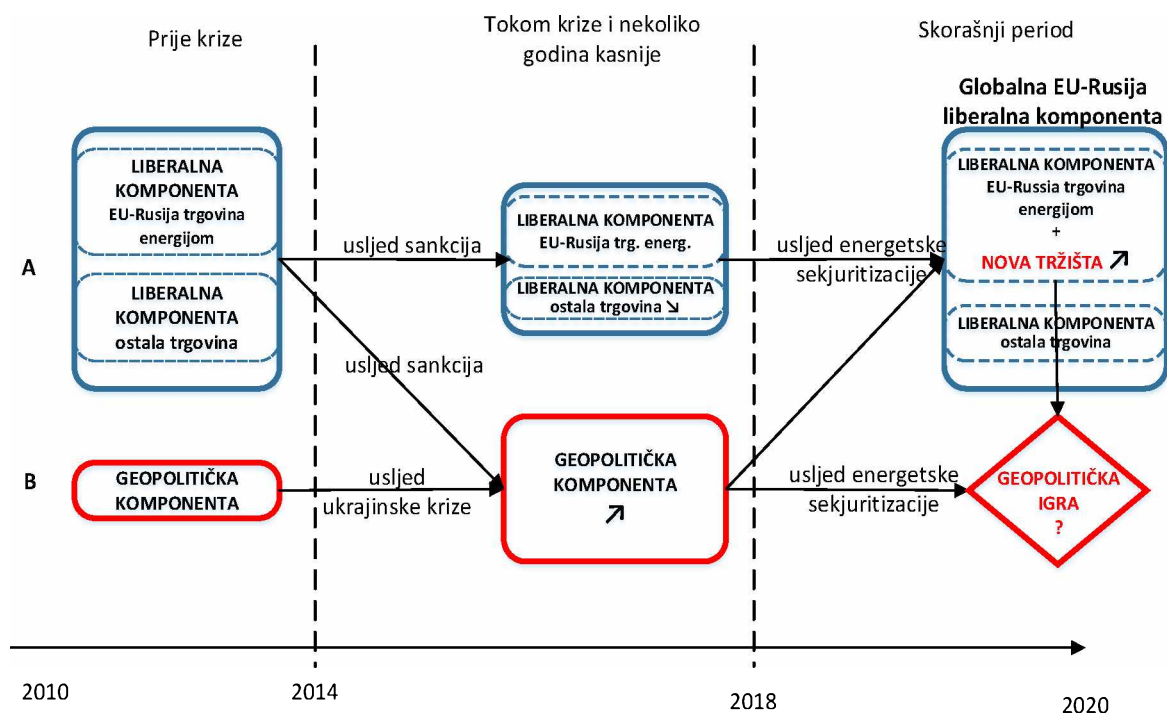 Prije krize
Tokom krize i nekoliko
godina kasnije
Skorašnji period
Globalna EU-Rusija
liberalna komponenta
A
LIBERALNA
KOMPONENTA
EU-Rusija trgovina
energijom
LIBERALNA
KOMPONENTA
ostala trgovina
usljed sankcija
usljed sankcija
LIBERALNA KOMPONENTA
EU-Rusija trg. energ.
LIBERALNA KOMPONENTA
ostala trgovina ↘
usljed energetske
sekjuritizacije
LIBERALNA KOMPONENTA
EU-Russia trgovina
energijom
+
NOVA TRŽIŠTA ↗
LIBERALNA KOMPONENTA
ostala trgovina
B
GEOPOLITIČKA
KOMPONENTA
usljed
ukrajinske krize
GEOPOLITIČKA
KOMPONENTA
↗
usljed energetske
sekjuritizacije
GEOPOLITIČKA
IGRA
?
2010
2014
2018
2020